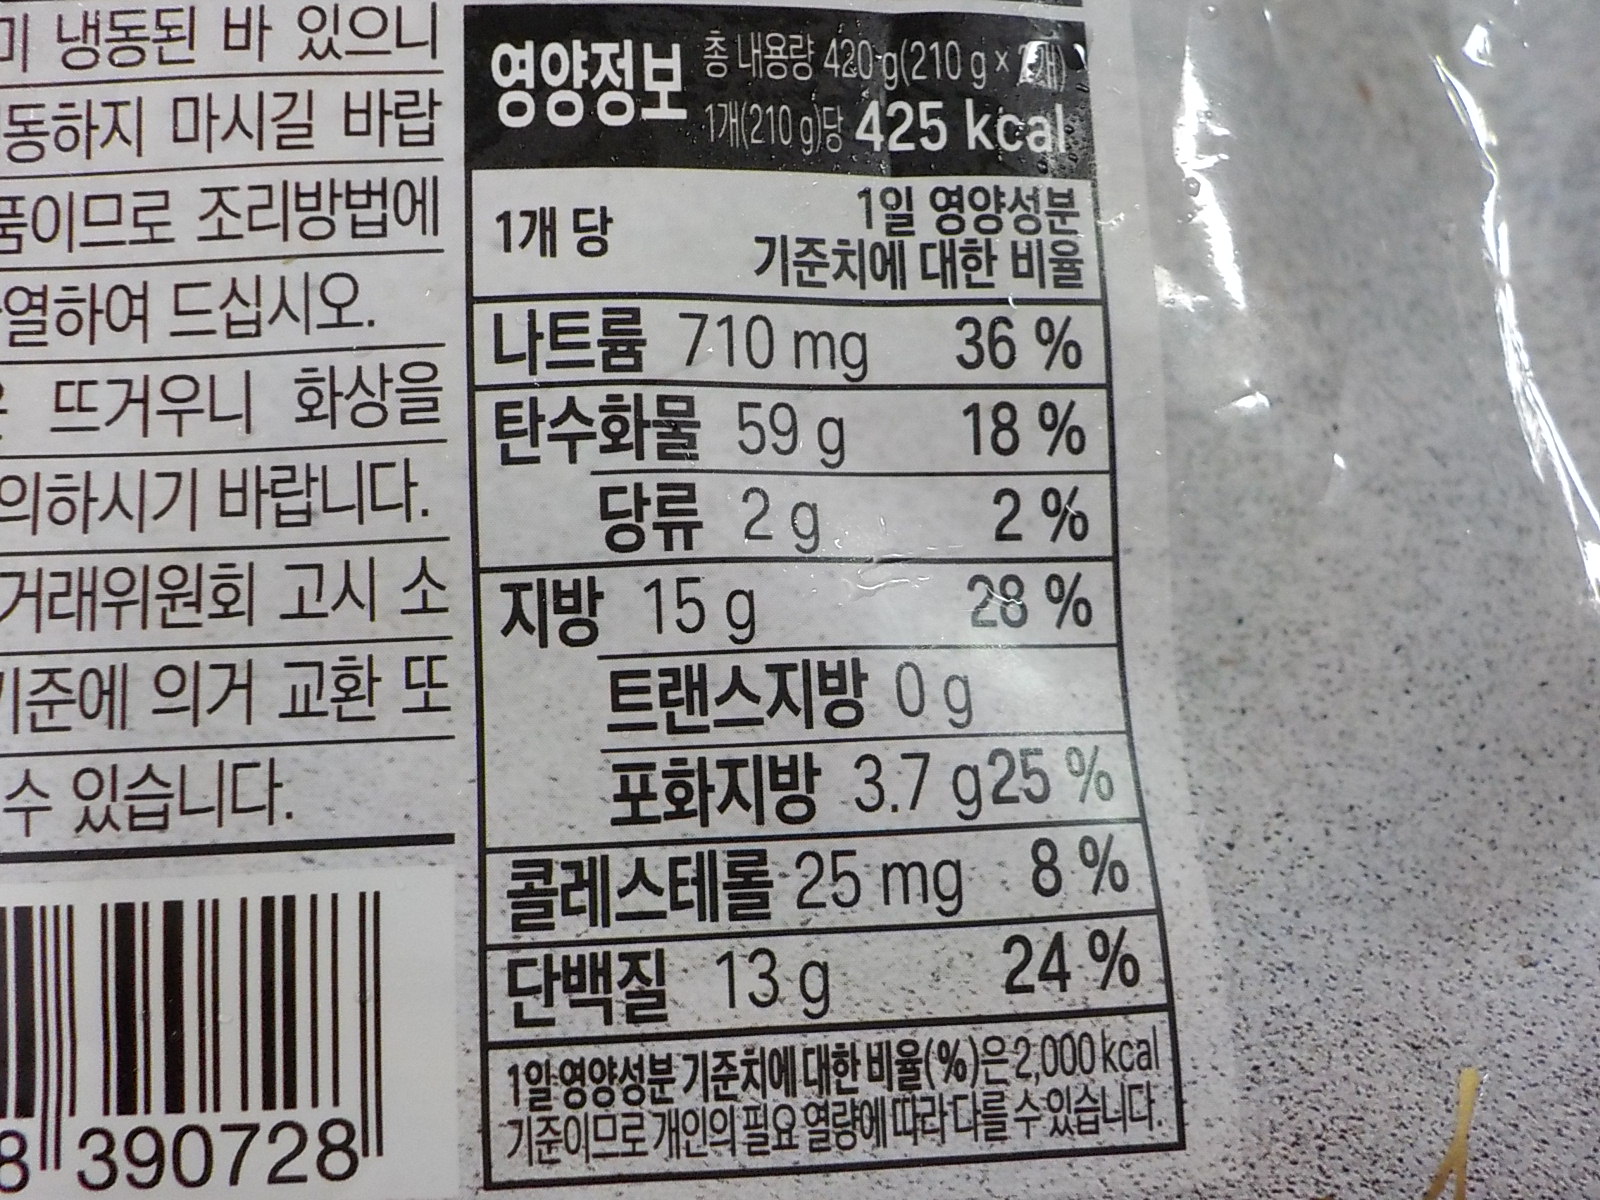 미 냉동된 바 있으니
동하지 마시길 바랍
품이므로 조리방법에
열하여 드십시오.
뜨거우니 화상을
의하시기 바랍니다.
거래위원회 고시 소
기준에 의거 교환 또
수 있습니다.
8 390728
영양정보
총 내용량 420 g(210 g × 2개)
1개(210 g)당 425 kcal
1개 당
1일 영양성분
기준치에 대한 비율
나트륨 710 mg 36 %
탄수화물 59 g 18 %
당류 2 g 2 %
지방 15 g 28 %
트랜스지방 0 g
포화지방 3.7 g 25 %
콜레스테롤 25 mg 8 %
단백질 13 g 24 %
1일 영양성분 기준치에 대한 비율(%)은 2,000 kcal
기준이므로 개인의 필요 열량에 따라 다를 수 있습니다.